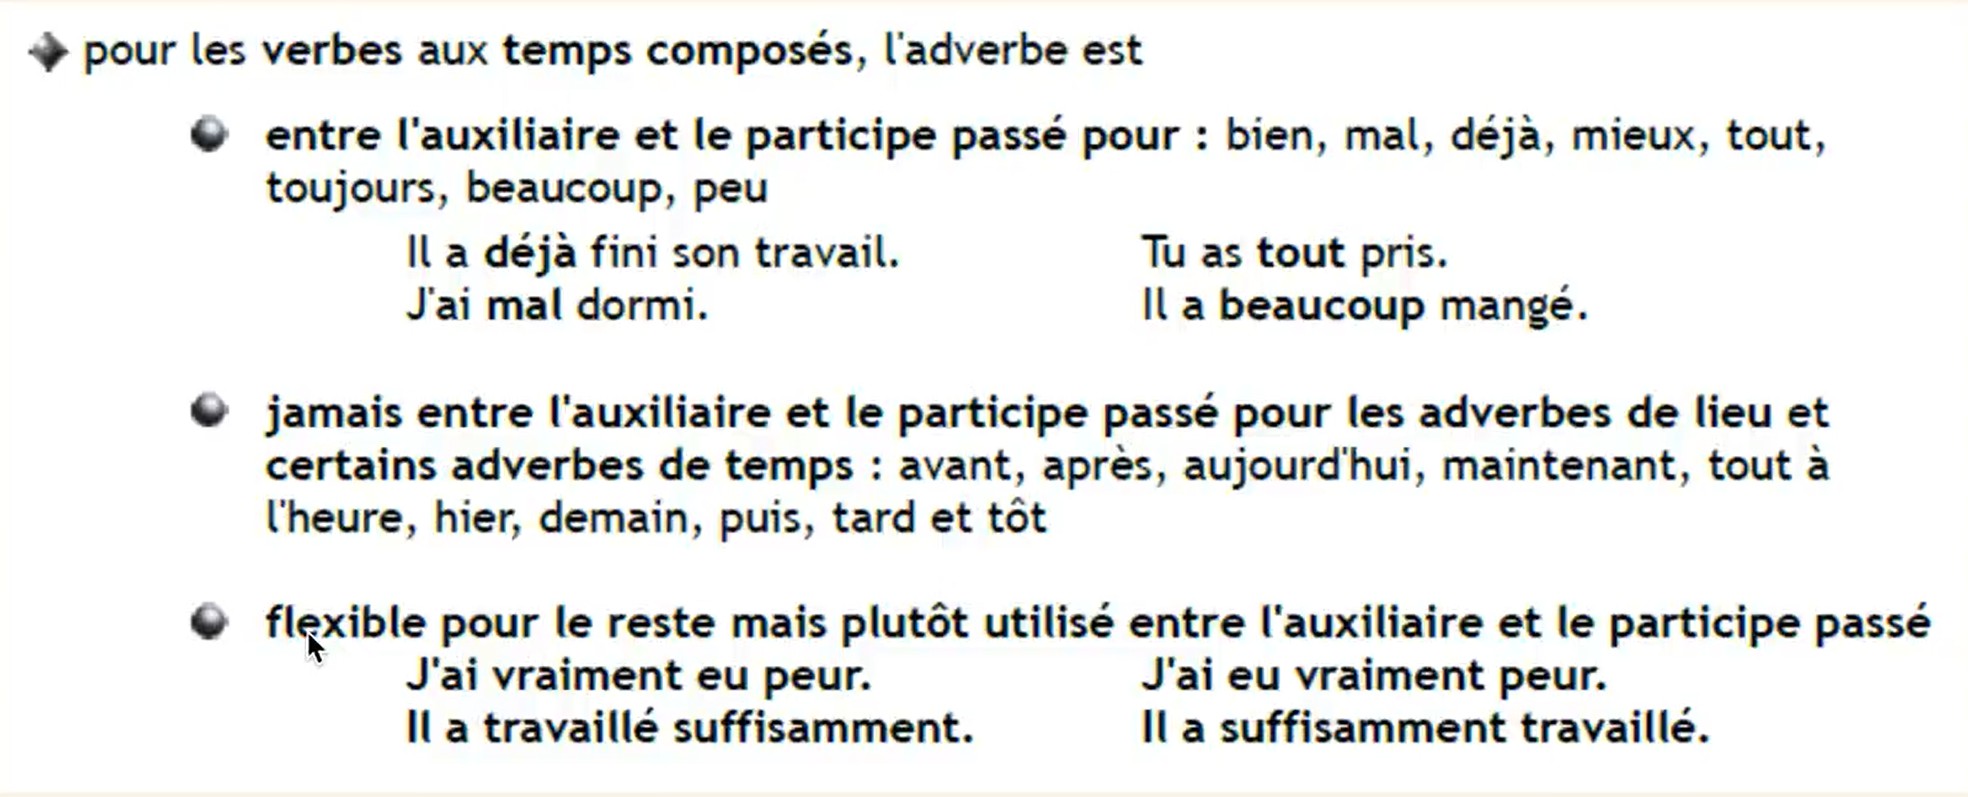 pour les verbes aux temps composés, l'adverbe est
entre l'auxiliaire et le participe passé pour : bien, mal, déjà, mieux, tout,
toujours, beaucoup, peu
Il a déjà fini son travail. Tu as tout pris.
J'ai mal dormi. Il a beaucoup mangé.
jamais entre l'auxiliaire et le participe passé pour les adverbes de lieu et
certains adverbes de temps : avant, après, aujourd'hui, maintenant, tout à
l'heure, hier, demain, puis, tard et tôt
flexible pour le reste mais plutôt utilisé entre l'auxiliaire et le participe passé
J'ai vraiment eu peur. J'ai eu vraiment peur.
Il a travaillé suffisamment. Il a suffisamment travaillé.